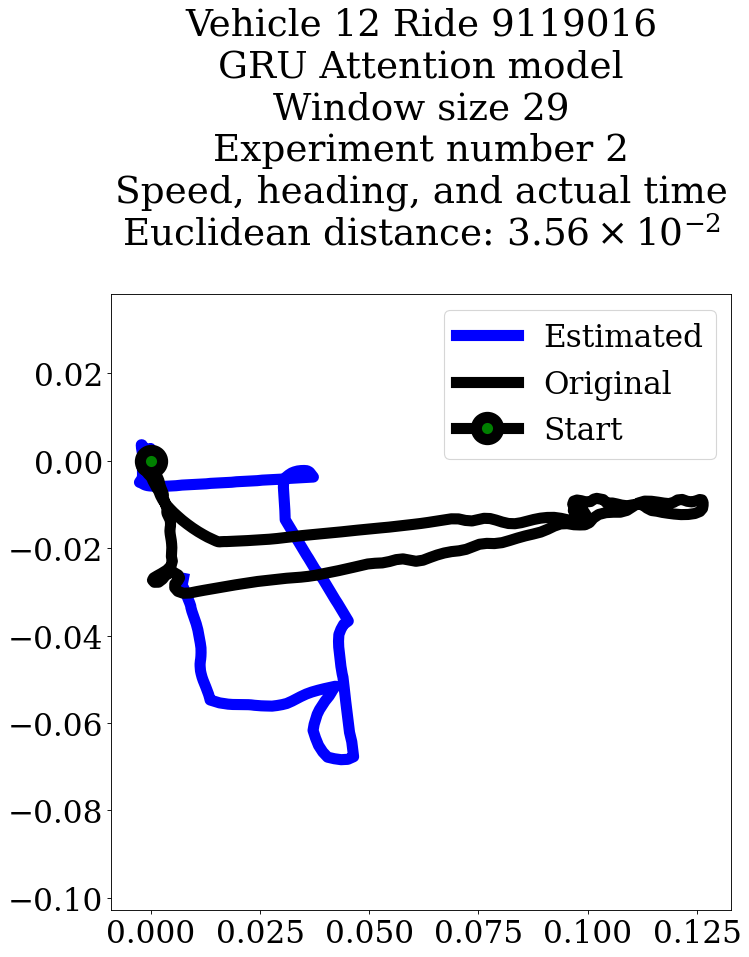 Vehicle 12 Ride 9119016
GRU Attention model
Window size 29
Experiment number 2
Speed, heading, and actual time
Euclidean distance: 3.56 × 10⁻²
Estimated
Original
Start
0.02
0.00
−0.02
−0.04
−0.06
−0.08
−0.10
0.000 0.025 0.050 0.075 0.100 0.125